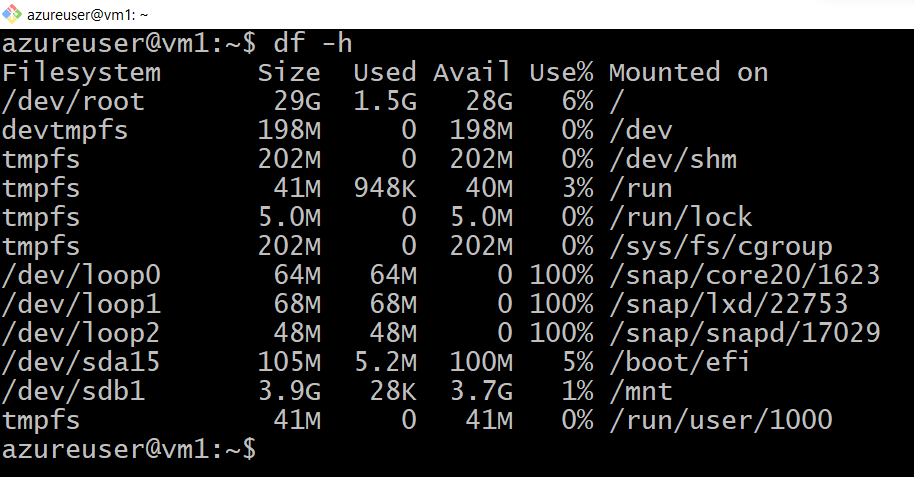 azureuser@vm1: ~
azureuser@vm1:~$ df -h
Filesystem      Size  Used Avail Use% Mounted on
/dev/root        29G  1.5G   28G   6% /
devtmpfs        198M     0  198M   0% /dev
tmpfs           202M     0  202M   0% /dev/shm
tmpfs            41M  948K   40M   3% /run
tmpfs           5.0M     0  5.0M   0% /run/lock
tmpfs           202M     0  202M   0% /sys/fs/cgroup
/dev/loop0       64M   64M     0 100% /snap/core20/1623
/dev/loop1       68M   68M     0 100% /snap/lxd/22753
/dev/loop2       48M   48M     0 100% /snap/snapd/17029
/dev/sda15      105M  5.2M  100M   5% /boot/efi
/dev/sdb1       3.9G   28K  3.7G   1% /mnt
tmpfs            41M     0   41M   0% /run/user/1000
azureuser@vm1:~$